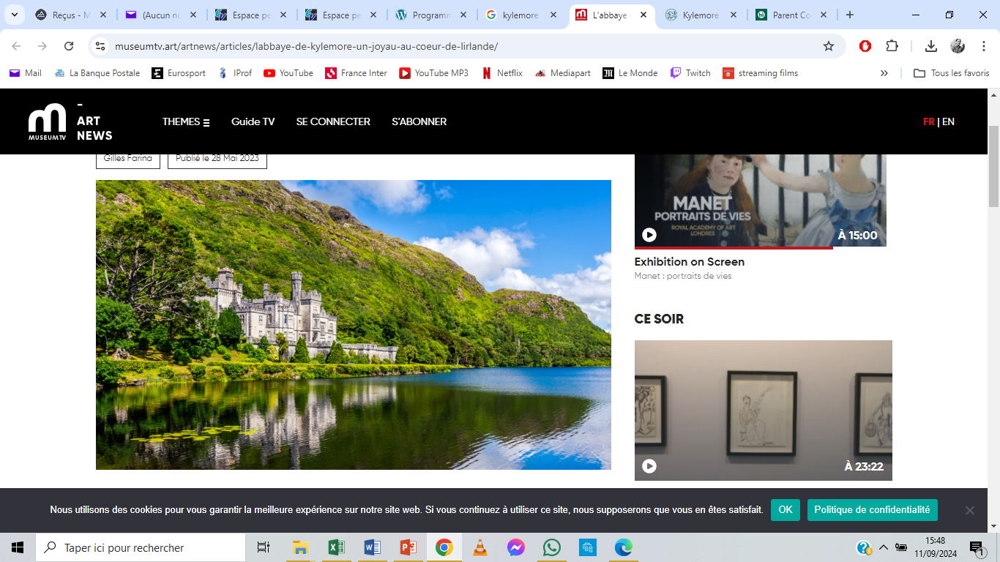 Reçus - M
(Aucun no
Espace pe
Espace pe
Programm
kylemore
L'abbaye
Kylemore
Parent Co
museumtv.art/artnews/articles/labbaye-de-kylemore-un-joyau-au-coeur-de-lirlande/
Mail
La Banque Postale
Eurosport
IProf
YouTube
France Inter
YouTube MP3
Netflix
Mediapart
Le Monde
Twitch
streaming films
Tous les favoris
MUSEUMTV
ART
NEWS
THEMES
Guide TV
SE CONNECTER
S'ABONNER
FR | EN
Gilles Farina
Publié le 28 Mai 2023
MANET
PORTRAITS DE VIES
ROYAL ACADEMY OF ART
LONDRES
À 15:00
Exhibition on Screen
Manet : portraits de vies
CE SOIR
À 23:22
Nous utilisons des cookies pour vous garantir la meilleure expérience sur notre site web. Si vous continuez à utiliser ce site, nous supposerons que vous en êtes satisfait.
OK
Politique de confidentialité
Taper ici pour rechercher
15:48
11/09/2024
1